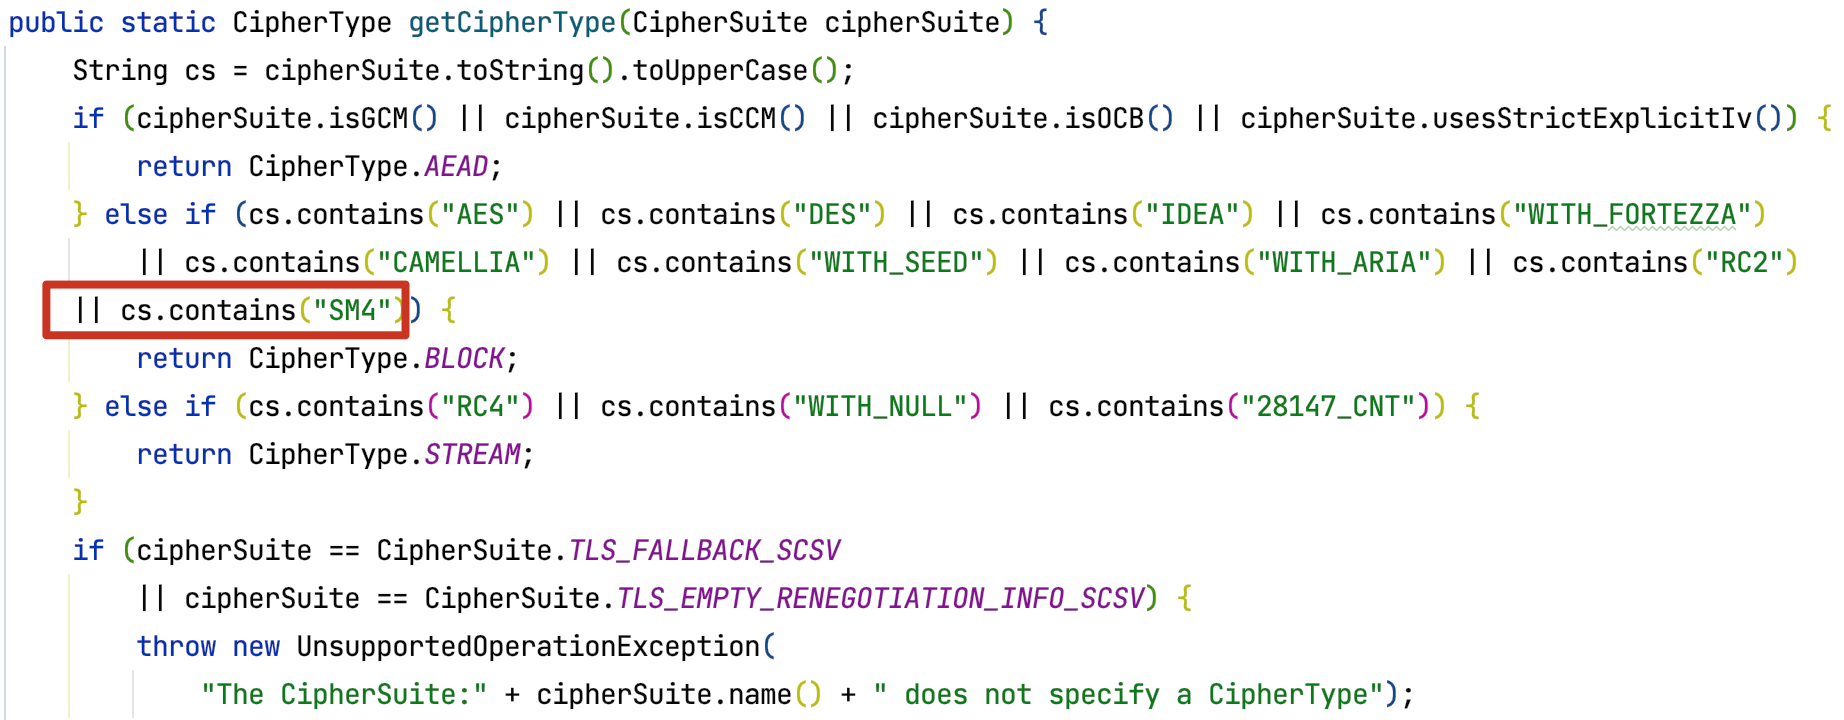 public static CipherType getCipherType(CipherSuite cipherSuite) {
String cs = cipherSuite.toString().toUpperCase();
if (cipherSuite.isGCM() || cipherSuite.isCCM() || cipherSuite.isOCB() || cipherSuite.usesStrictExplicitIv()) {
return CipherType.AEAD;
} else if (cs.contains("AES") || cs.contains("DES") || cs.contains("IDEA") || cs.contains("WITH_FORTEZZA")
|| cs.contains("CAMELLIA") || cs.contains("WITH_SEED") || cs.contains("WITH_ARIA") || cs.contains("RC2")
|| cs.contains("SM4")) {
return CipherType.BLOCK;
} else if (cs.contains("RC4") || cs.contains("WITH_NULL") || cs.contains("28147_CNT")) {
return CipherType.STREAM;
}
if (cipherSuite == CipherSuite.TLS_FALLBACK_SCSV
|| cipherSuite == CipherSuite.TLS_EMPTY_RENEGOTIATION_INFO_SCSV) {
throw new UnsupportedOperationException(
"The CipherSuite:" + cipherSuite.name() + " does not specify a CipherType");